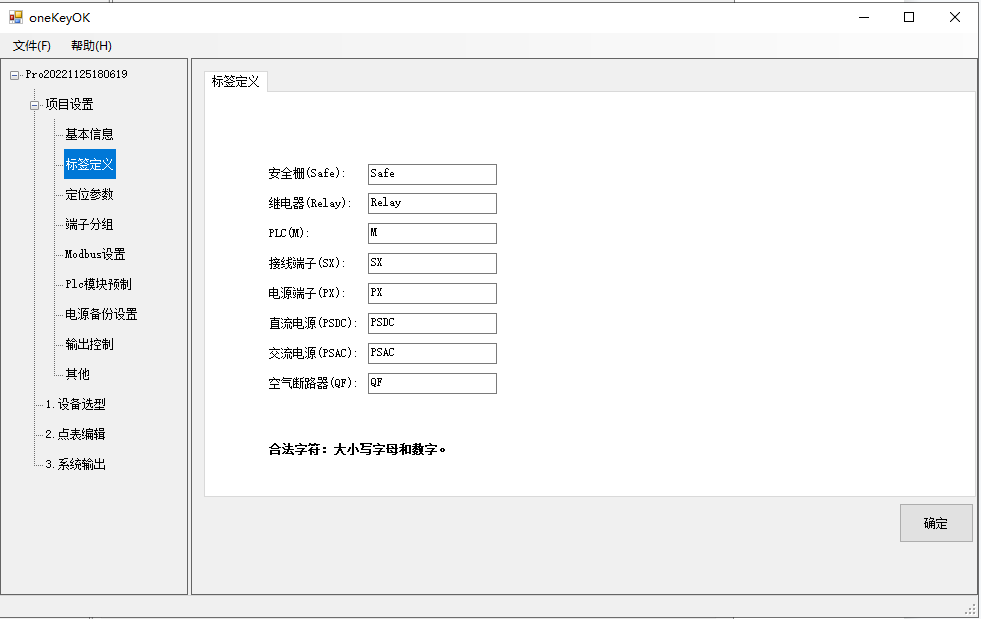 oneKeyOK
文件(F) 帮助(H)
Pro20221125180619
项目设置
基本信息
标签定义
定位参数
端子分组
Modbus设置
Plc模块预制
电源备份设置
输出控制
其他
1.设备选型
2.点表编辑
3.系统输出
标签定义
安全栅(Safe): Safe
继电器(Relay): Relay
PLC(M): M
接线端子(SX): SX
电源端子(PX): PX
直流电源(PSDC): PSDC
交流电源(PSAC): PSAC
空气断路器(QF): QF
合法字符：大小写字母和数字。
确定